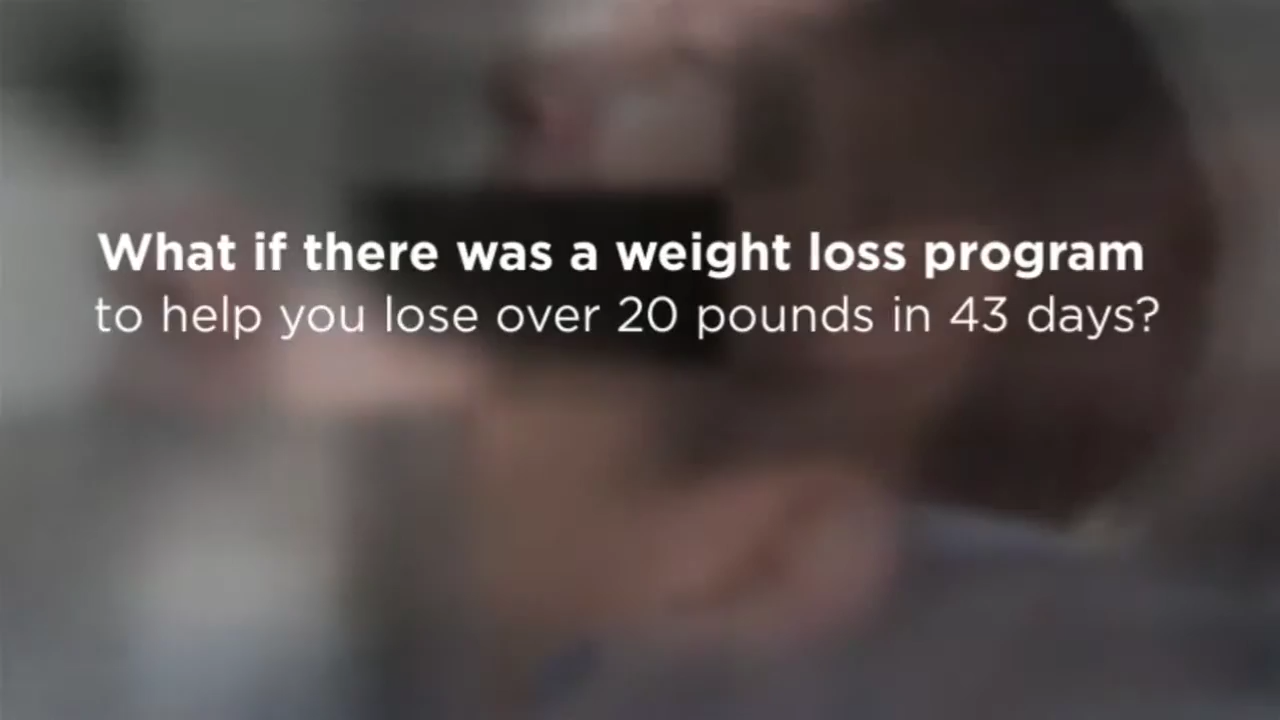 What if there was a weight loss program
to help you lose over 20 pounds in 43 days?